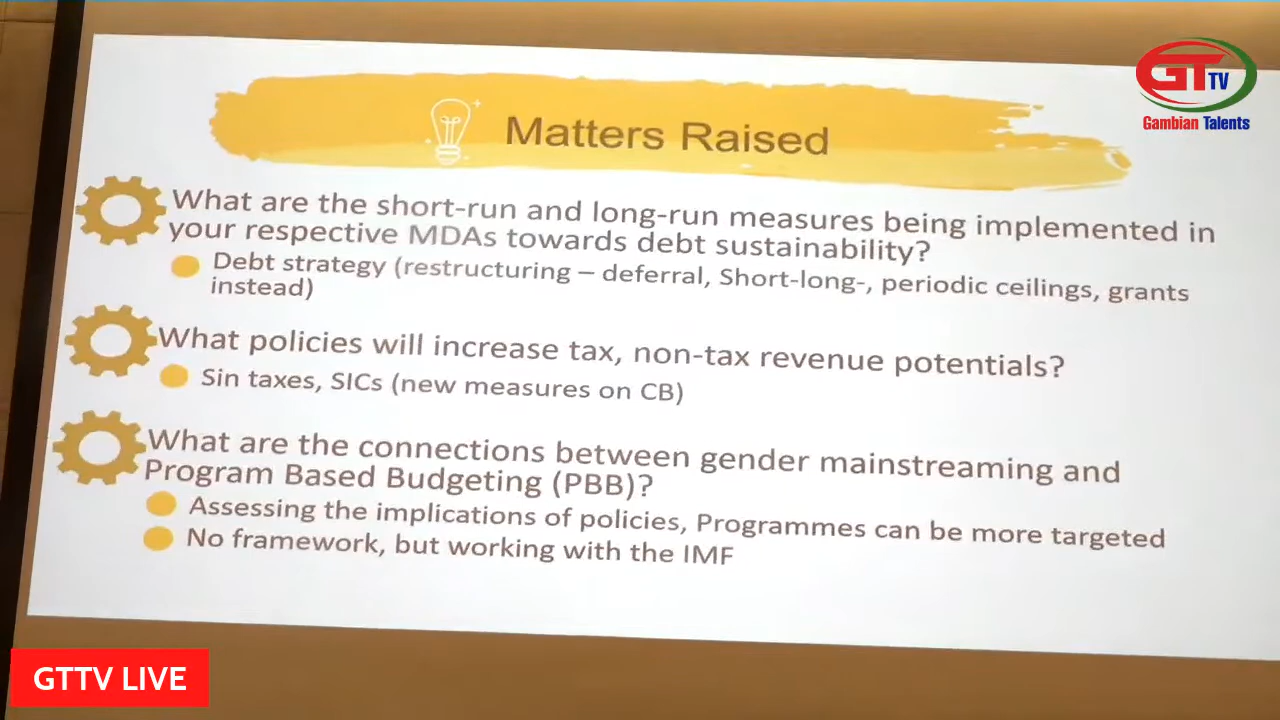 GT TV
Gambian Talents
Matters Raised
What are the short-run and long-run measures being implemented in
your respective MDAs towards debt sustainability?
Debt strategy (restructuring – deferral, Short-long-, periodic ceilings, grants
instead)
What policies will increase tax, non-tax revenue potentials?
Sin taxes, SICs (new measures on CB)
What are the connections between gender mainstreaming and
Program Based Budgeting (PBB)?
Assessing the implications of policies, Programmes can be more targeted
No framework, but working with the IMF
GTTV LIVE